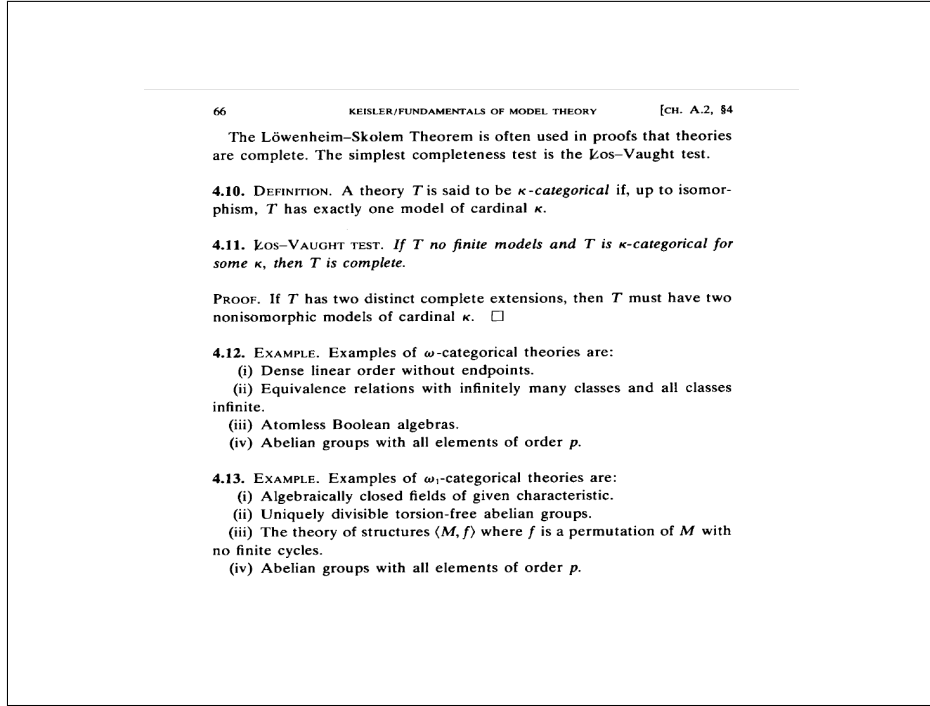 66 KEISLER/FUNDAMENTALS OF MODEL THEORY [CH. A.2, §4
The Löwenheim–Skolem Theorem is often used in proofs that theories
are complete. The simplest completeness test is the Łos–Vaught test.
4.10. DEFINITION. A theory T is said to be κ-categorical if, up to isomor-
phism, T has exactly one model of cardinal κ.
4.11. ŁOS–VAUGHT TEST. If T no finite models and T is κ-categorical for
some κ, then T is complete.
PROOF. If T has two distinct complete extensions, then T must have two
nonisomorphic models of cardinal κ. □
4.12. EXAMPLE. Examples of ω-categorical theories are:
(i) Dense linear order without endpoints.
(ii) Equivalence relations with infinitely many classes and all classes
infinite.
(iii) Atomless Boolean algebras.
(iv) Abelian groups with all elements of order p.
4.13. EXAMPLE. Examples of ω₁-categorical theories are:
(i) Algebraically closed fields of given characteristic.
(ii) Uniquely divisible torsion-free abelian groups.
(iii) The theory of structures ⟨M, f⟩ where f is a permutation of M with
no finite cycles.
(iv) Abelian groups with all elements of order p.